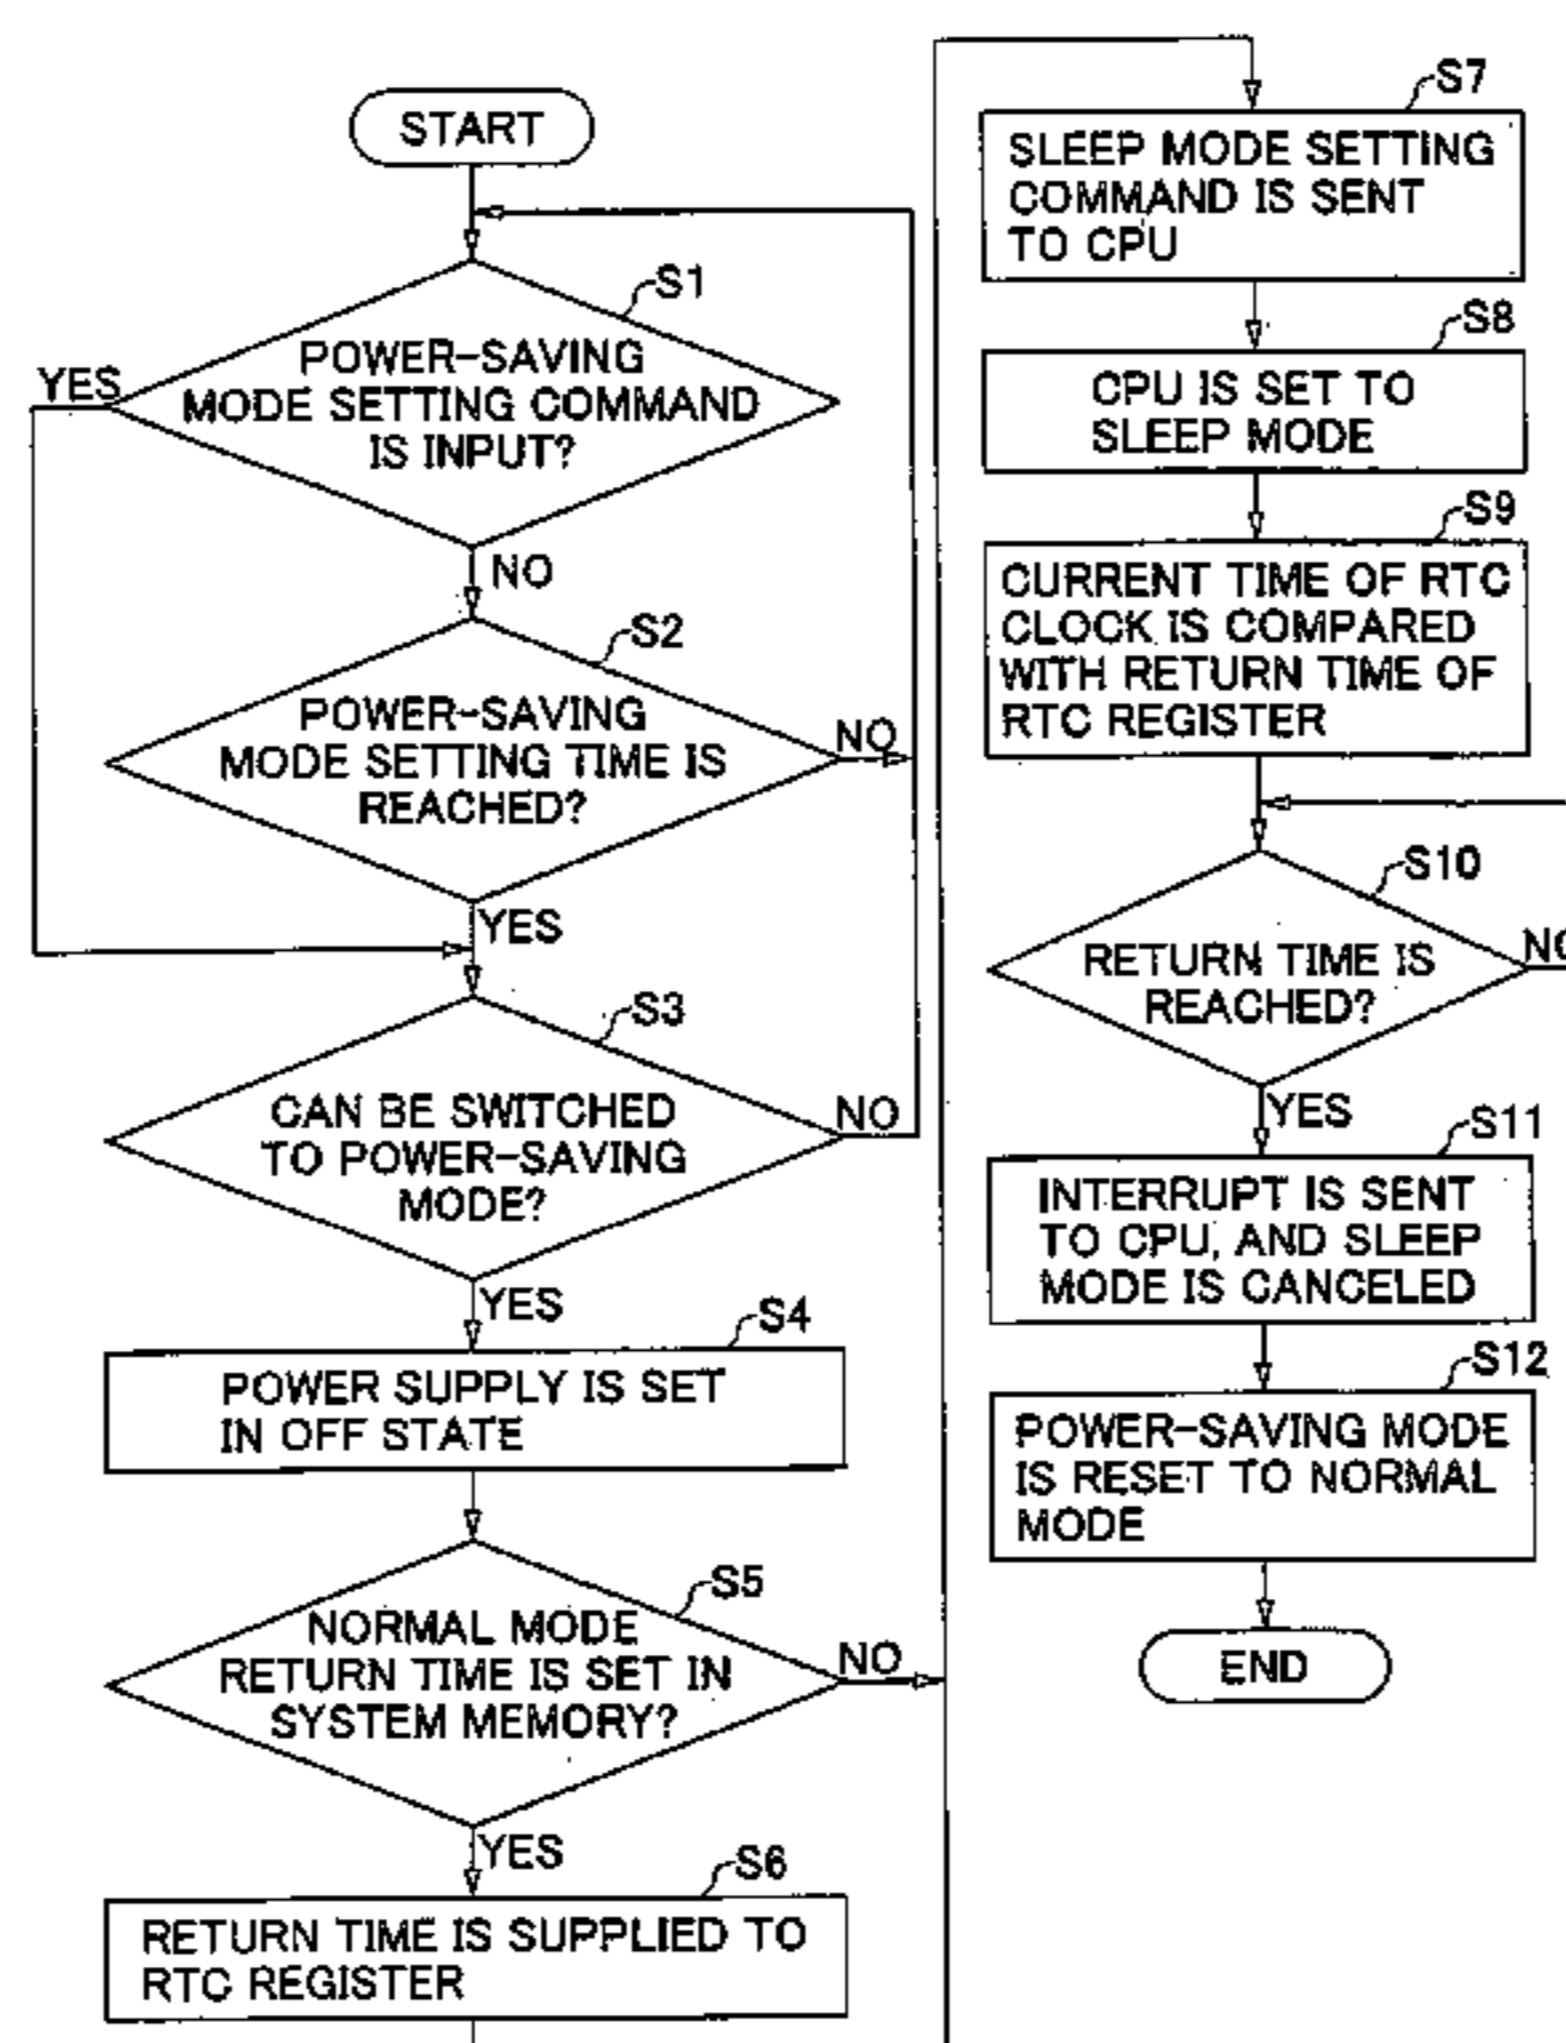 START
S1
POWER-SAVING
MODE SETTING COMMAND
IS INPUT?
YES
NO
S2
POWER-SAVING
MODE SETTING TIME IS
REACHED?
NO
YES
S3
CAN BE SWITCHED
TO POWER-SAVING
MODE?
NO
YES
S4
POWER SUPPLY IS SET
IN OFF STATE
S5
NORMAL MODE
RETURN TIME IS SET IN
SYSTEM MEMORY?
NO
YES
S6
RETURN TIME IS SUPPLIED TO
RTC REGISTER
S7
SLEEP MODE SETTING
COMMAND IS SENT
TO CPU
S8
CPU IS SET TO
SLEEP MODE
S9
CURRENT TIME OF RTC
CLOCK IS COMPARED
WITH RETURN TIME OF
RTC REGISTER
S10
RETURN TIME IS
REACHED?
NO
YES
S11
INTERRUPT IS SENT
TO CPU, AND SLEEP
MODE IS CANCELED
S12
POWER-SAVING MODE
IS RESET TO NORMAL
MODE
END